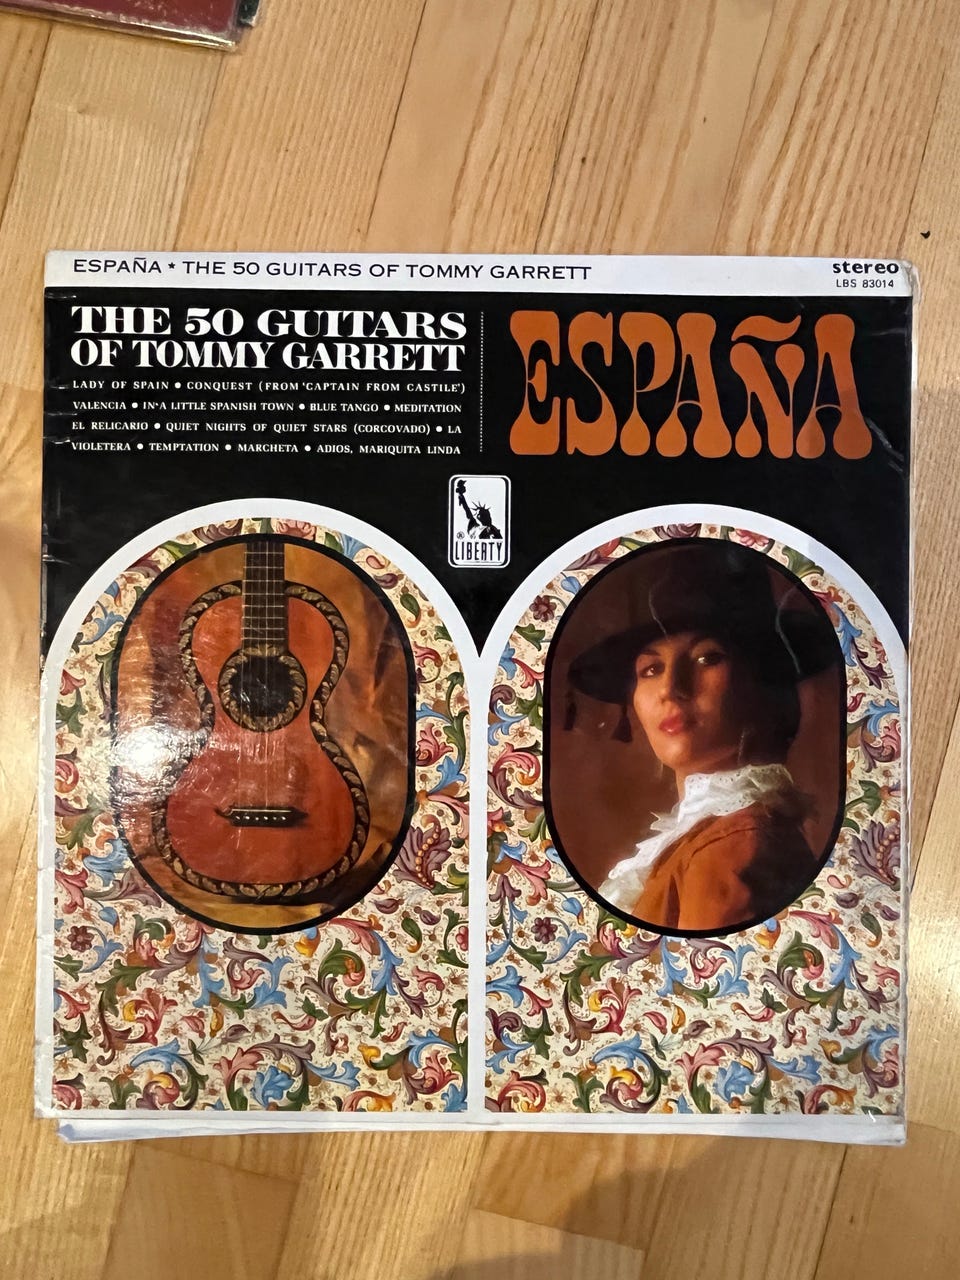 ESPAÑA ★ THE 50 GUITARS OF TOMMY GARRETT
stereo
LBS 83014
THE 50 GUITARS
OF TOMMY GARRETT
LADY OF SPAIN ● CONQUEST (FROM 'CAPTAIN FROM CASTILE')
VALENCIA ● IN A LITTLE SPANISH TOWN ● BLUE TANGO ● MEDITATION
EL RELICARIO ● QUIET NIGHTS OF QUIET STARS (CORCOVADO) ● LA
VIOLETERA ● TEMPTATION ● MARCHETA ● ADIOS, MARIQUITA LINDA
ESPAÑA
® LIBERTY